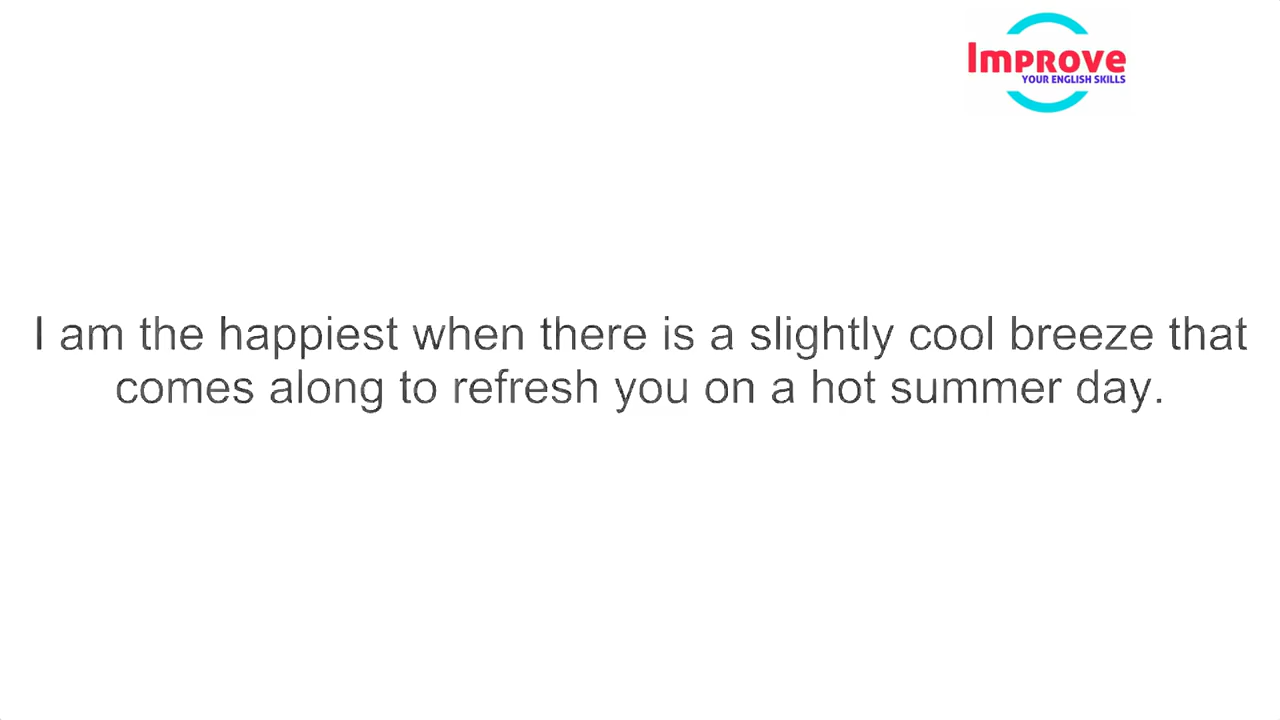 Improve
YOUR ENGLISH SKILLS
I am the happiest when there is a slightly cool breeze that
comes along to refresh you on a hot summer day.